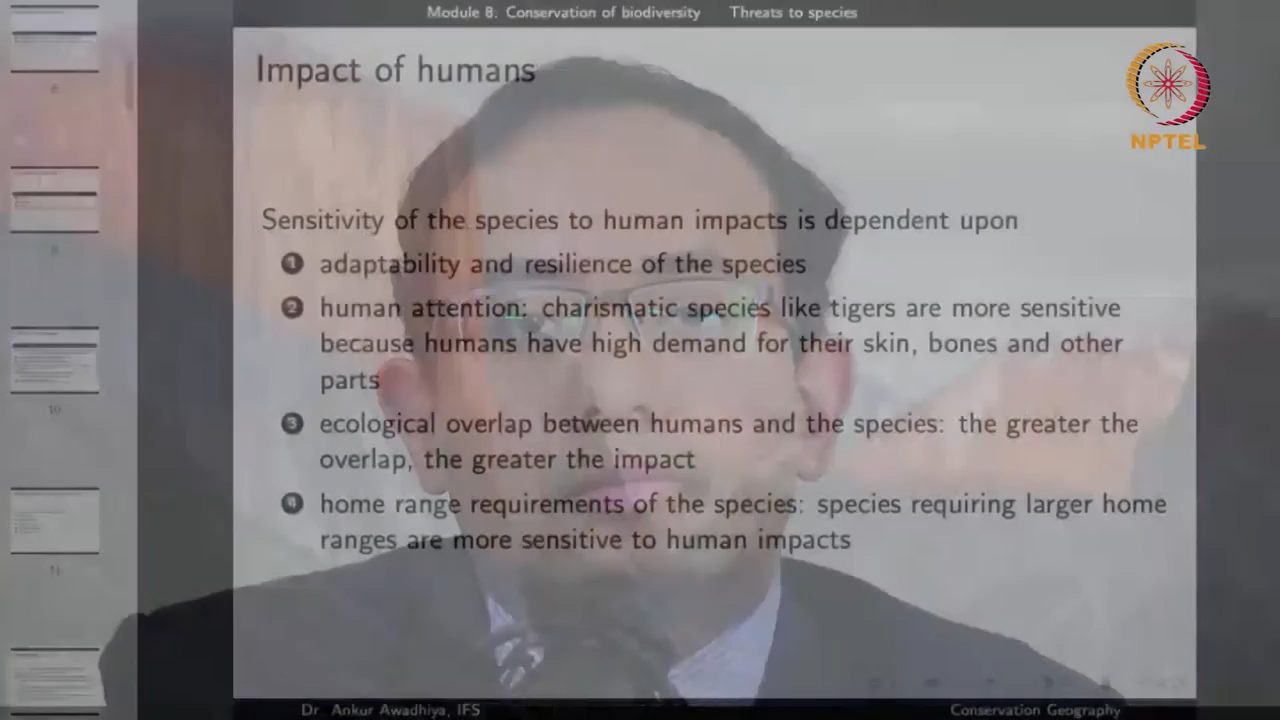 Module 8. Conservation of biodiversity Threats to species
Impact of humans
NPTEL
Sensitivity of the species to human impacts is dependent upon
1 adaptability and resilience of the species
2 human attention: charismatic species like tigers are more sensitive
because humans have high demand for their skin, bones and other
parts
3 ecological overlap between humans and the species: the greater the
overlap, the greater the impact
4 home range requirements of the species: species requiring larger home
ranges are more sensitive to human impacts
10
11
Dr. Ankur Awadhiya, IFS Conservation Geography